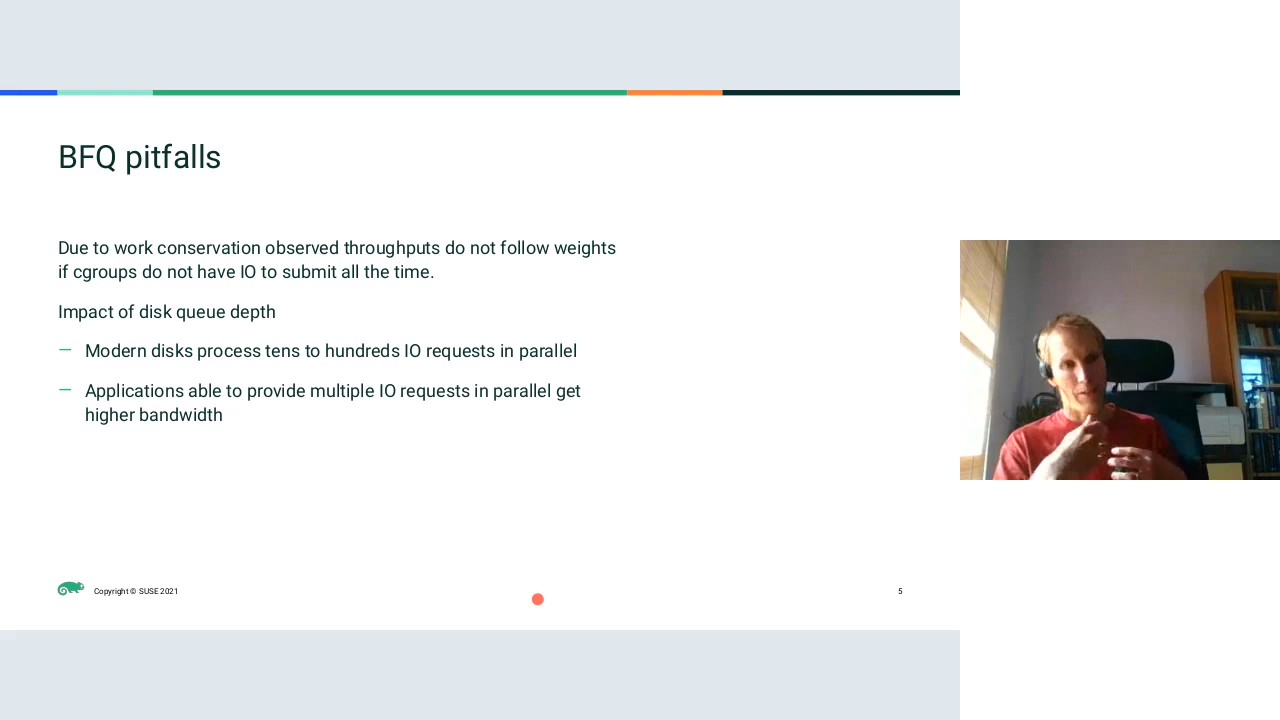 BFQ pitfalls
Due to work conservation observed throughputs do not follow weights
if cgroups do not have IO to submit all the time.
Impact of disk queue depth
— Modern disks process tens to hundreds IO requests in parallel
— Applications able to provide multiple IO requests in parallel get
higher bandwidth
Copyright © SUSE 2021
5